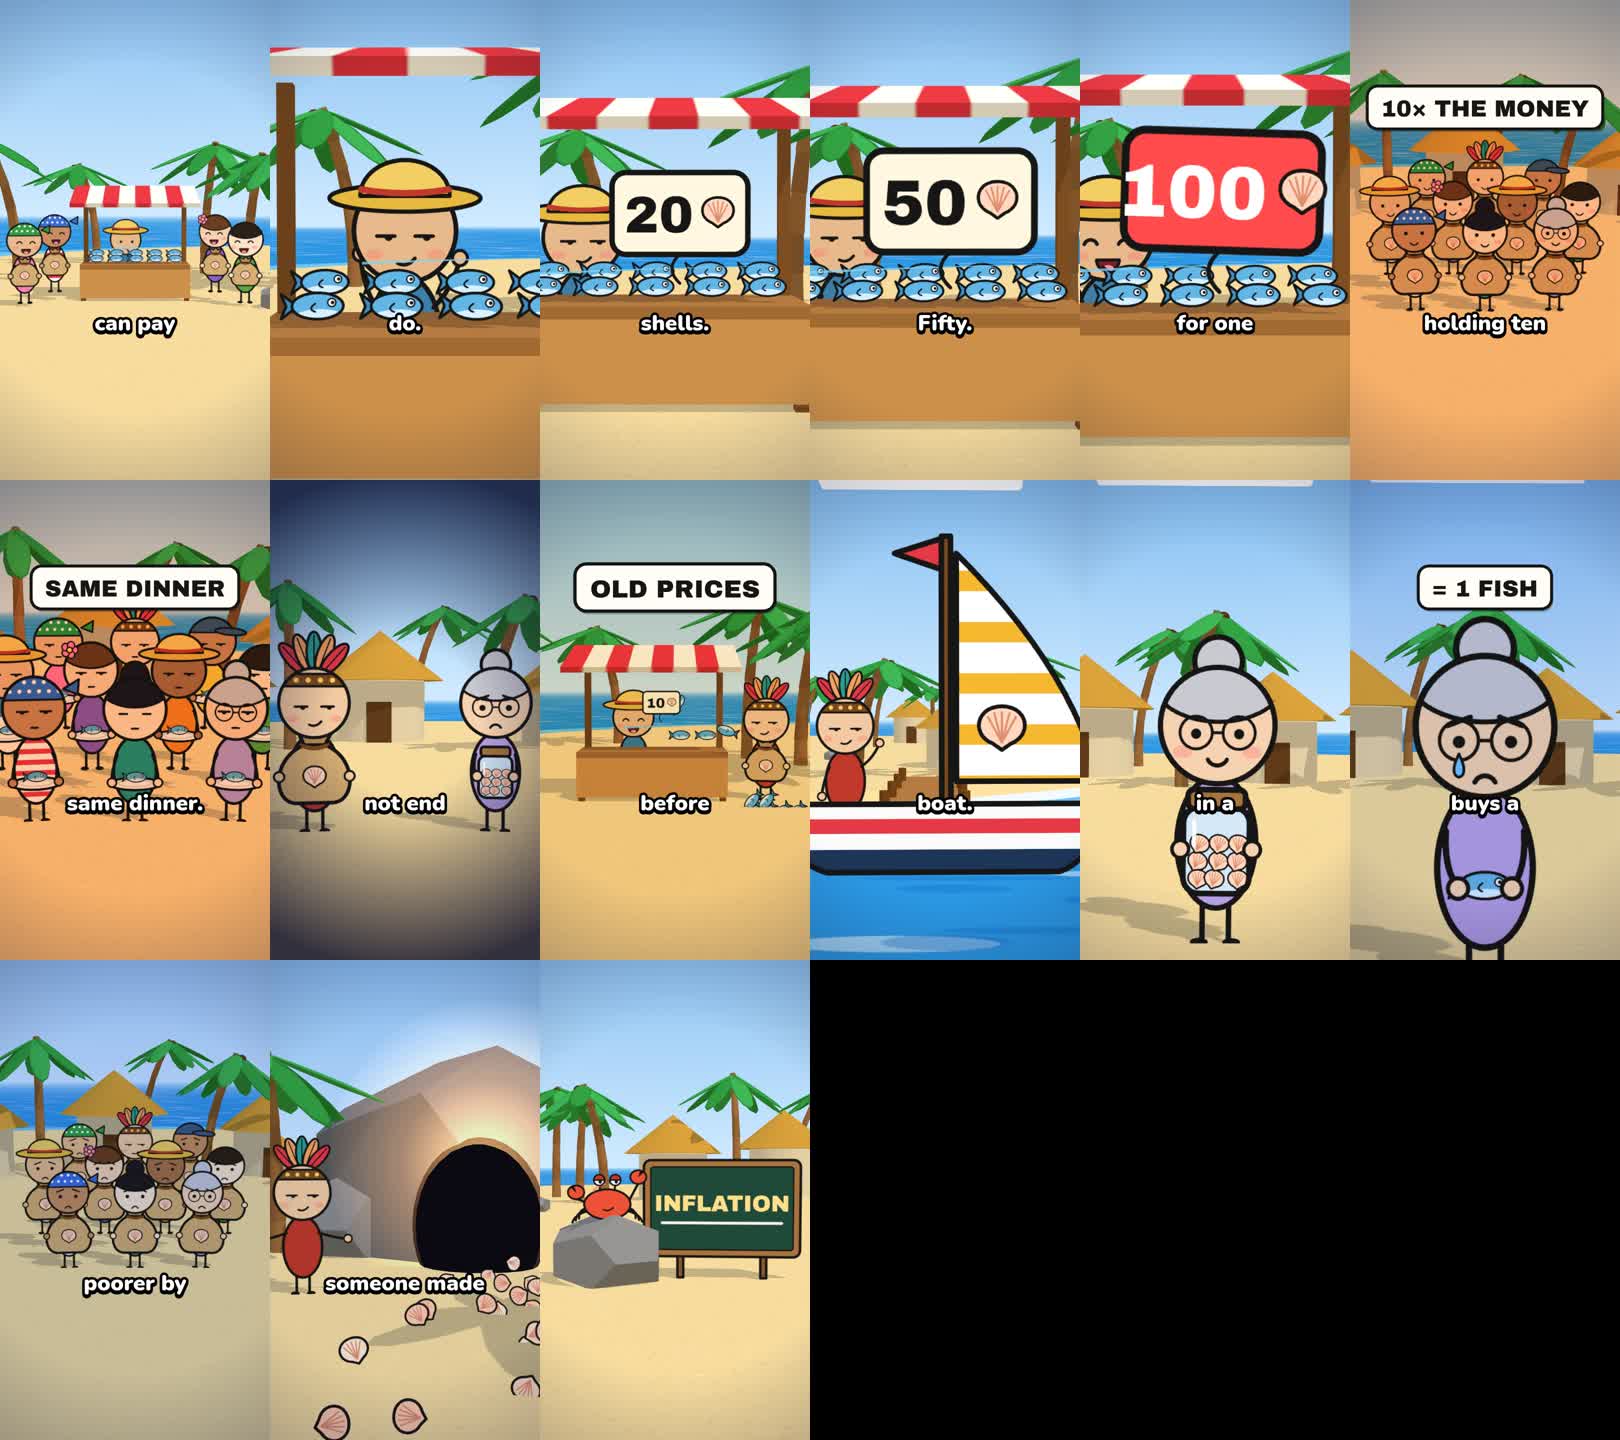 can pay
do.
20
shells.
50
Fifty.
100
for one
10× THE MONEY
holding ten
SAME DINNER
same dinner.
not end
OLD PRICES
10
before
boat.
in a
= 1 FISH
buys a
poorer by
someone made
INFLATION